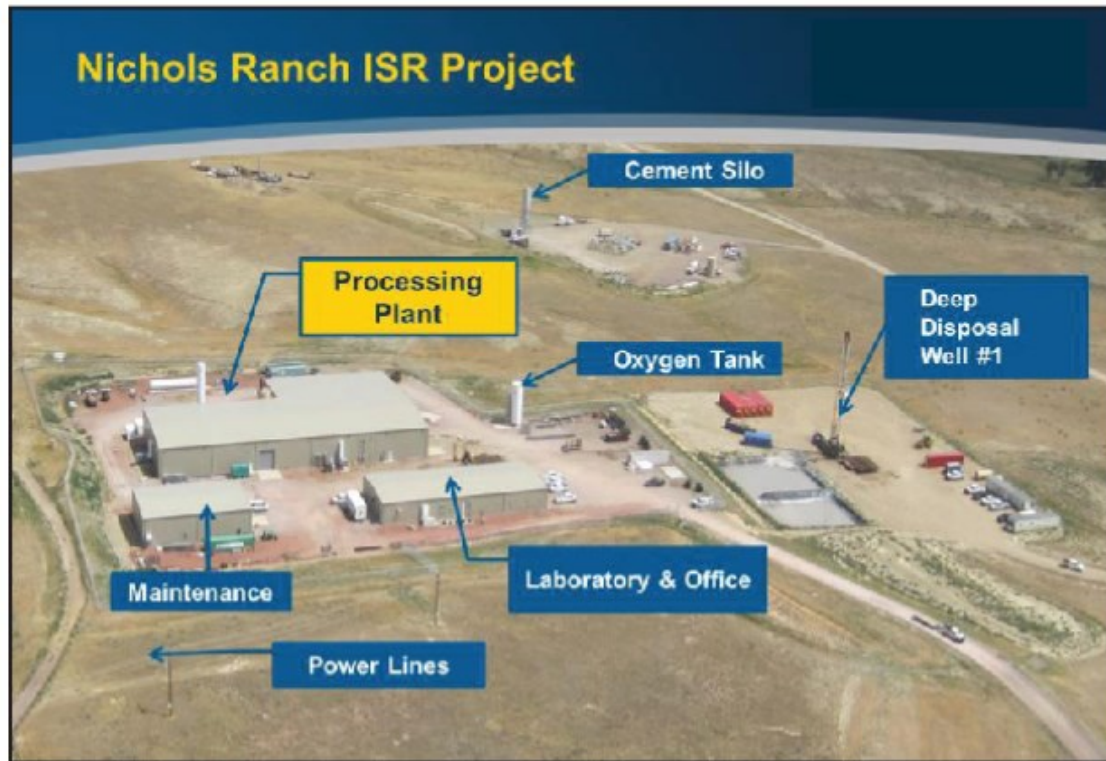 Nichols Ranch ISR Project
Cement Silo
Processing
Plant
Deep
Disposal
Well #1
Oxygen Tank
Maintenance
Laboratory & Office
Power Lines